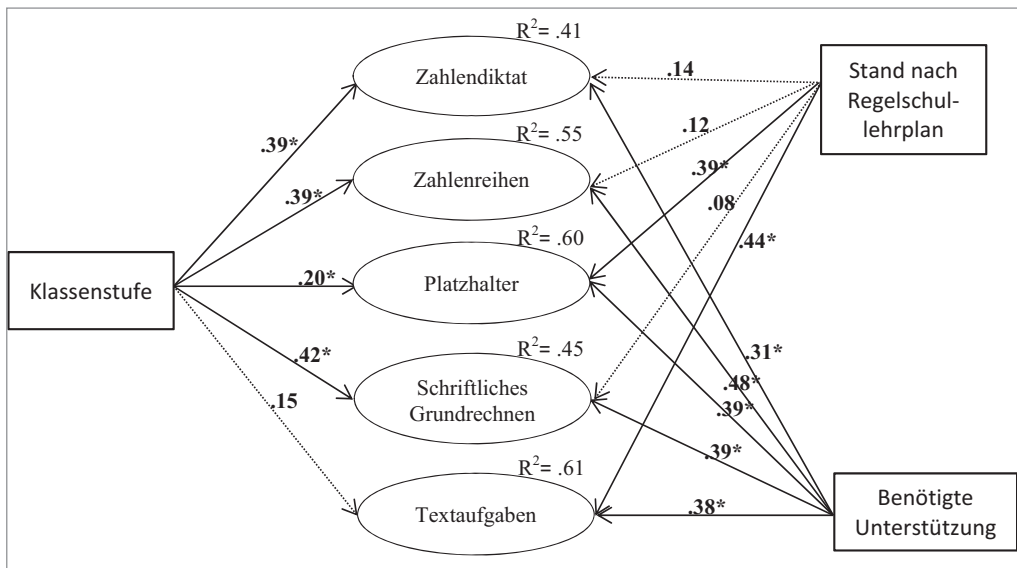 R²= .41
Zahlendiktat
.14
Stand nach
Regelschul-
lehrplan
.39*
R²= .55
Zahlenreihen
.12
.39*
.39*
.08
R²= .60
Platzhalter
.44*
Klassenstufe
.20*
.42*
R²= .45
Schriftliches
Grundrechnen
.31*
.48*
.39*
.15
.39*
R²= .61
Textaufgaben
.38*
Benötigte
Unterstützung